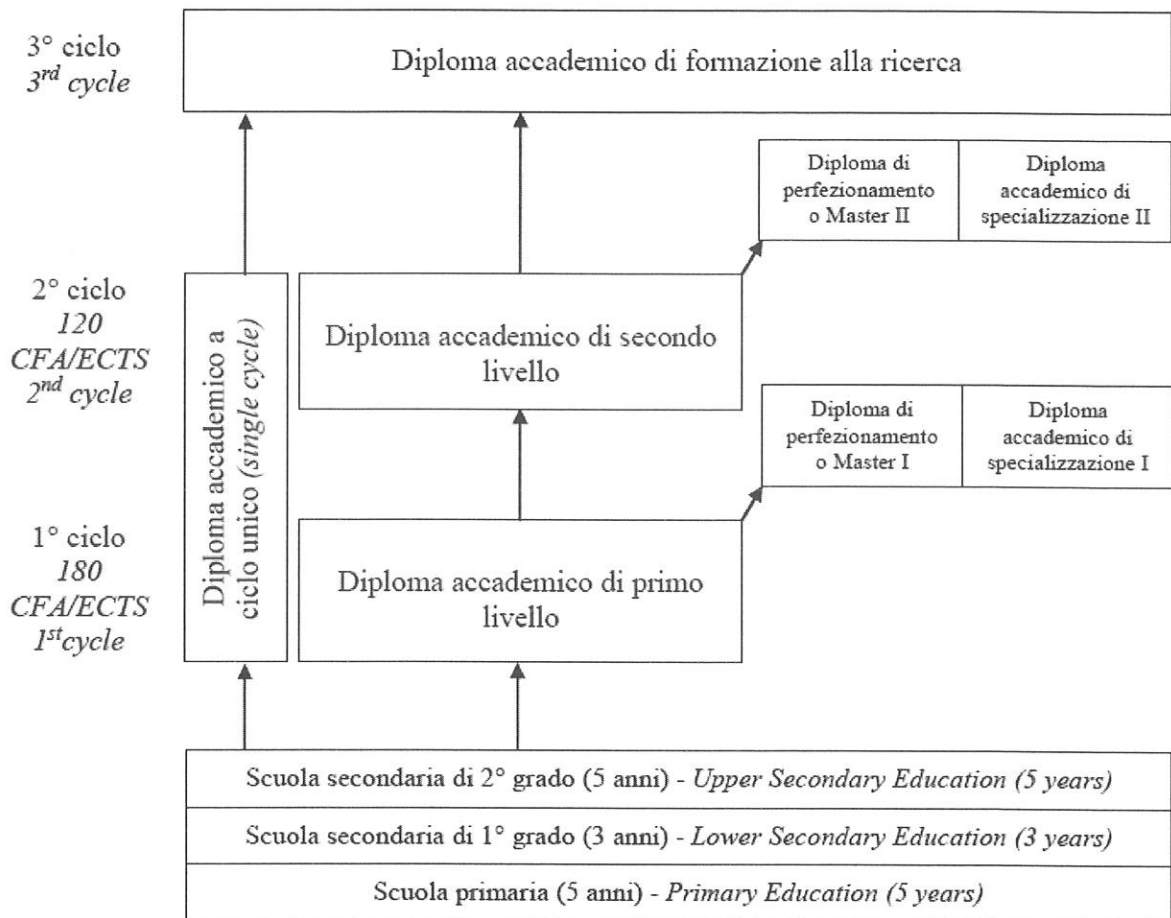 3° ciclo
3rd cycle
Diploma accademico di formazione alla ricerca
Diploma di
perfezionamento
o Master II
Diploma
accademico di
specializzazione II
2° ciclo
120
CFA/ECTS
2nd cycle
Diploma accademico a
ciclo unico (single cycle)
Diploma accademico di secondo
livello
Diploma di
perfezionamento
o Master I
Diploma
accademico di
specializzazione I
1° ciclo
180
CFA/ECTS
1st cycle
Diploma accademico di primo
livello
Scuola secondaria di 2° grado (5 anni) - Upper Secondary Education (5 years)
Scuola secondaria di 1° grado (3 anni) - Lower Secondary Education (3 years)
Scuola primaria (5 anni) - Primary Education (5 years)